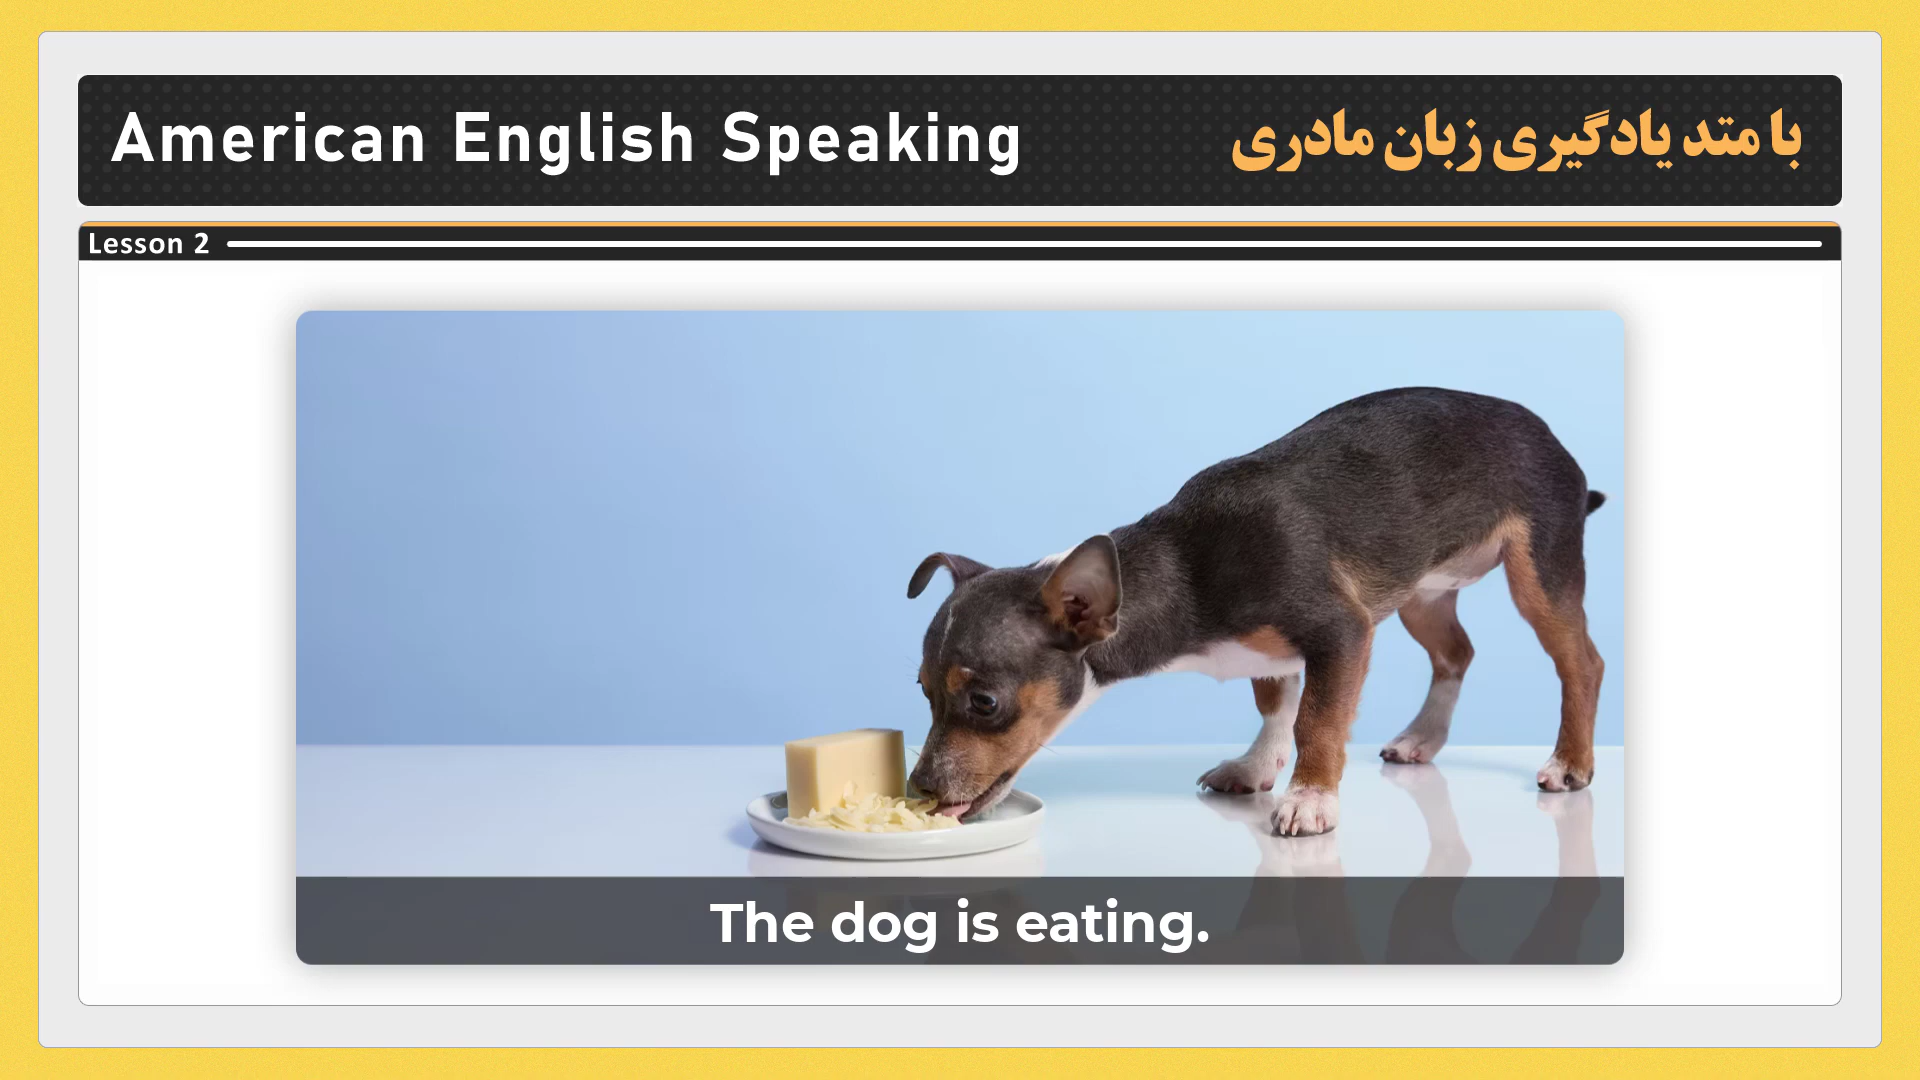 American English Speaking
با متد یادگیری زبان مادری
Lesson 2
The dog is eating.